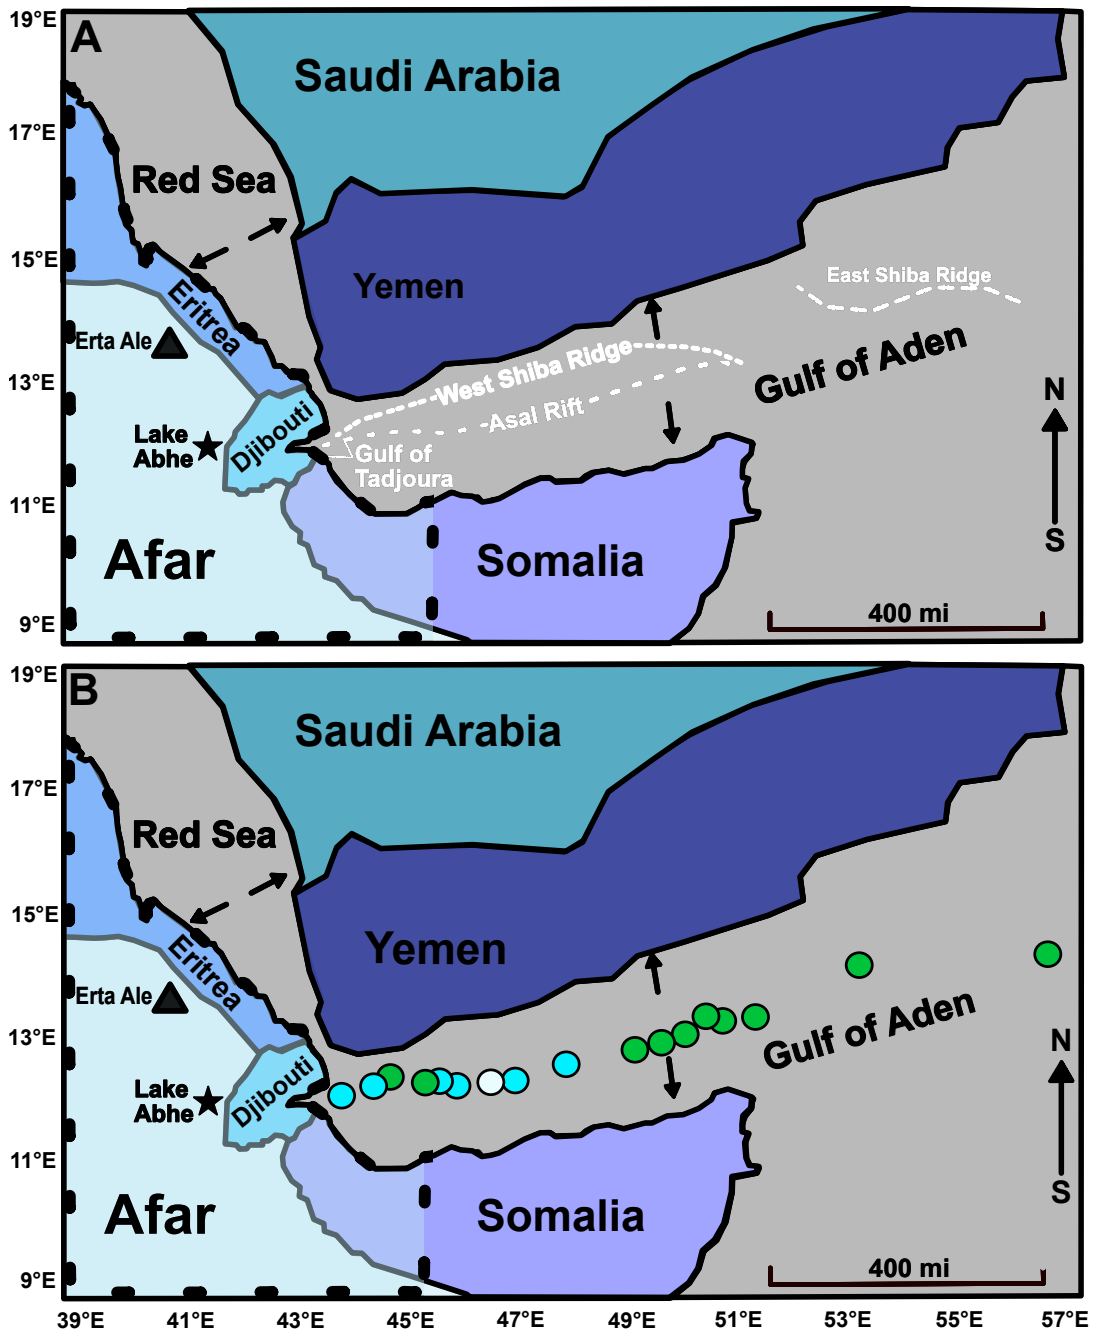 19°E
A
Saudi Arabia
17°E
Red Sea
15°E
East Shiba Ridge
Yemen
Eritrea
Erta Ale
Gulf of Aden
West Shiba Ridge
13°E
N
Asal Rift
Djibouti
Lake
Abhe
Gulf of
Tadjoura
11°E
S
Afar
Somalia
400 mi
9°E
19°E
B
Saudi Arabia
17°E
Red Sea
15°E
Yemen
Eritrea
Erta Ale
Gulf of Aden
13°E
N
Djibouti
Lake
Abhe
11°E
S
Afar
Somalia
400 mi
9°E
39°E 41°E 43°E 45°E 47°E 49°E 51°E 53°E 55°E 57°E